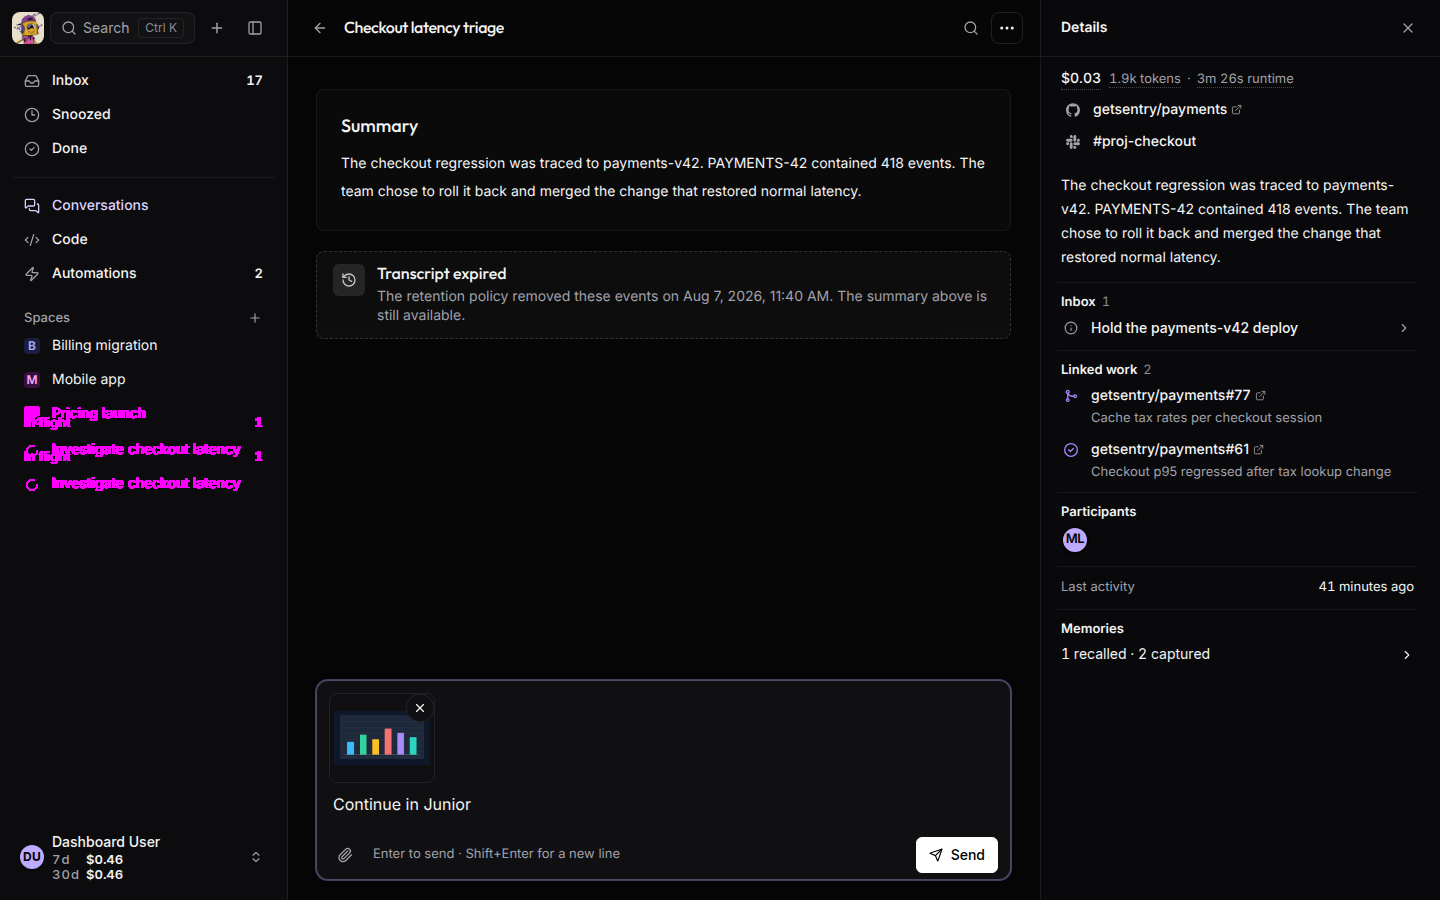 Search Ctrl K
Inbox 17
Snoozed
Done
Conversations
Code
Automations 2
Spaces
B Billing migration
M Mobile app
Pricing launch
In flight 1
Investigate checkout latency
In flight 1
Investigate checkout latency
DU Dashboard User
7d $0.46
30d $0.46
Checkout latency triage
Summary
The checkout regression was traced to payments-v42. PAYMENTS-42 contained 418 events. The
team chose to roll it back and merged the change that restored normal latency.
Transcript expired
The retention policy removed these events on Aug 7, 2026, 11:40 AM. The summary above is
still available.
Continue in Junior
Enter to send · Shift+Enter for a new line
Send
Details
$0.03 1.9k tokens · 3m 26s runtime
getsentry/payments
#proj-checkout
The checkout regression was traced to payments-
v42. PAYMENTS-42 contained 418 events. The team
chose to roll it back and merged the change that
restored normal latency.
Inbox 1
Hold the payments-v42 deploy
Linked work 2
getsentry/payments#77
Cache tax rates per checkout session
getsentry/payments#61
Checkout p95 regressed after tax lookup change
Participants
ML
Last activity 41 minutes ago
Memories
1 recalled · 2 captured